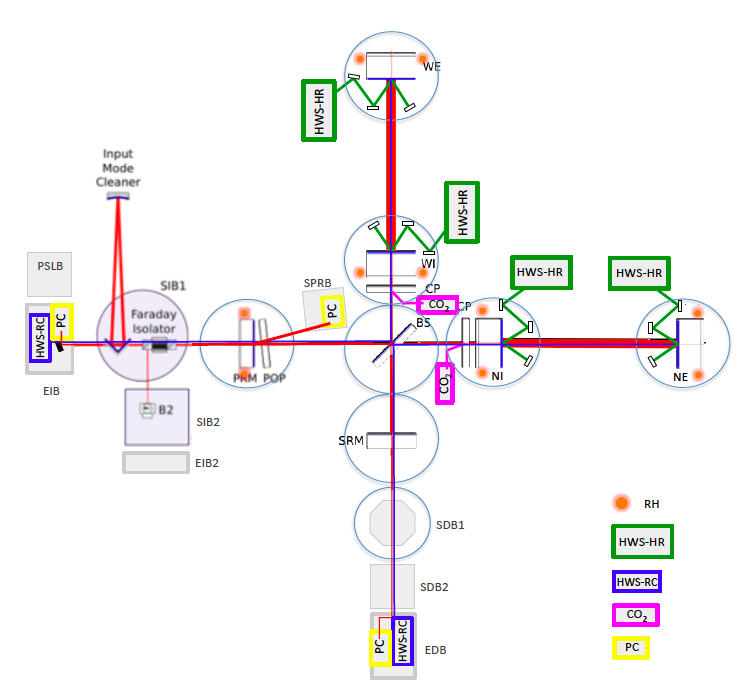 WE
HWS-HR
HWS-HR
Input
Mode
Cleaner
WI
PSLB
SIB1
SPRB
CP
HWS-HR
HWS-HR
PC
CO2
CP
BS
Faraday
Isolator
HWS-RC
PC
PRM POP
CO2
NI
NE
EIB
B2
SIB2
EIB2
SRM
SDB1
SDB2
PC
HWS-RC
EDB
RH
HWS-HR
HWS-RC
CO2
PC